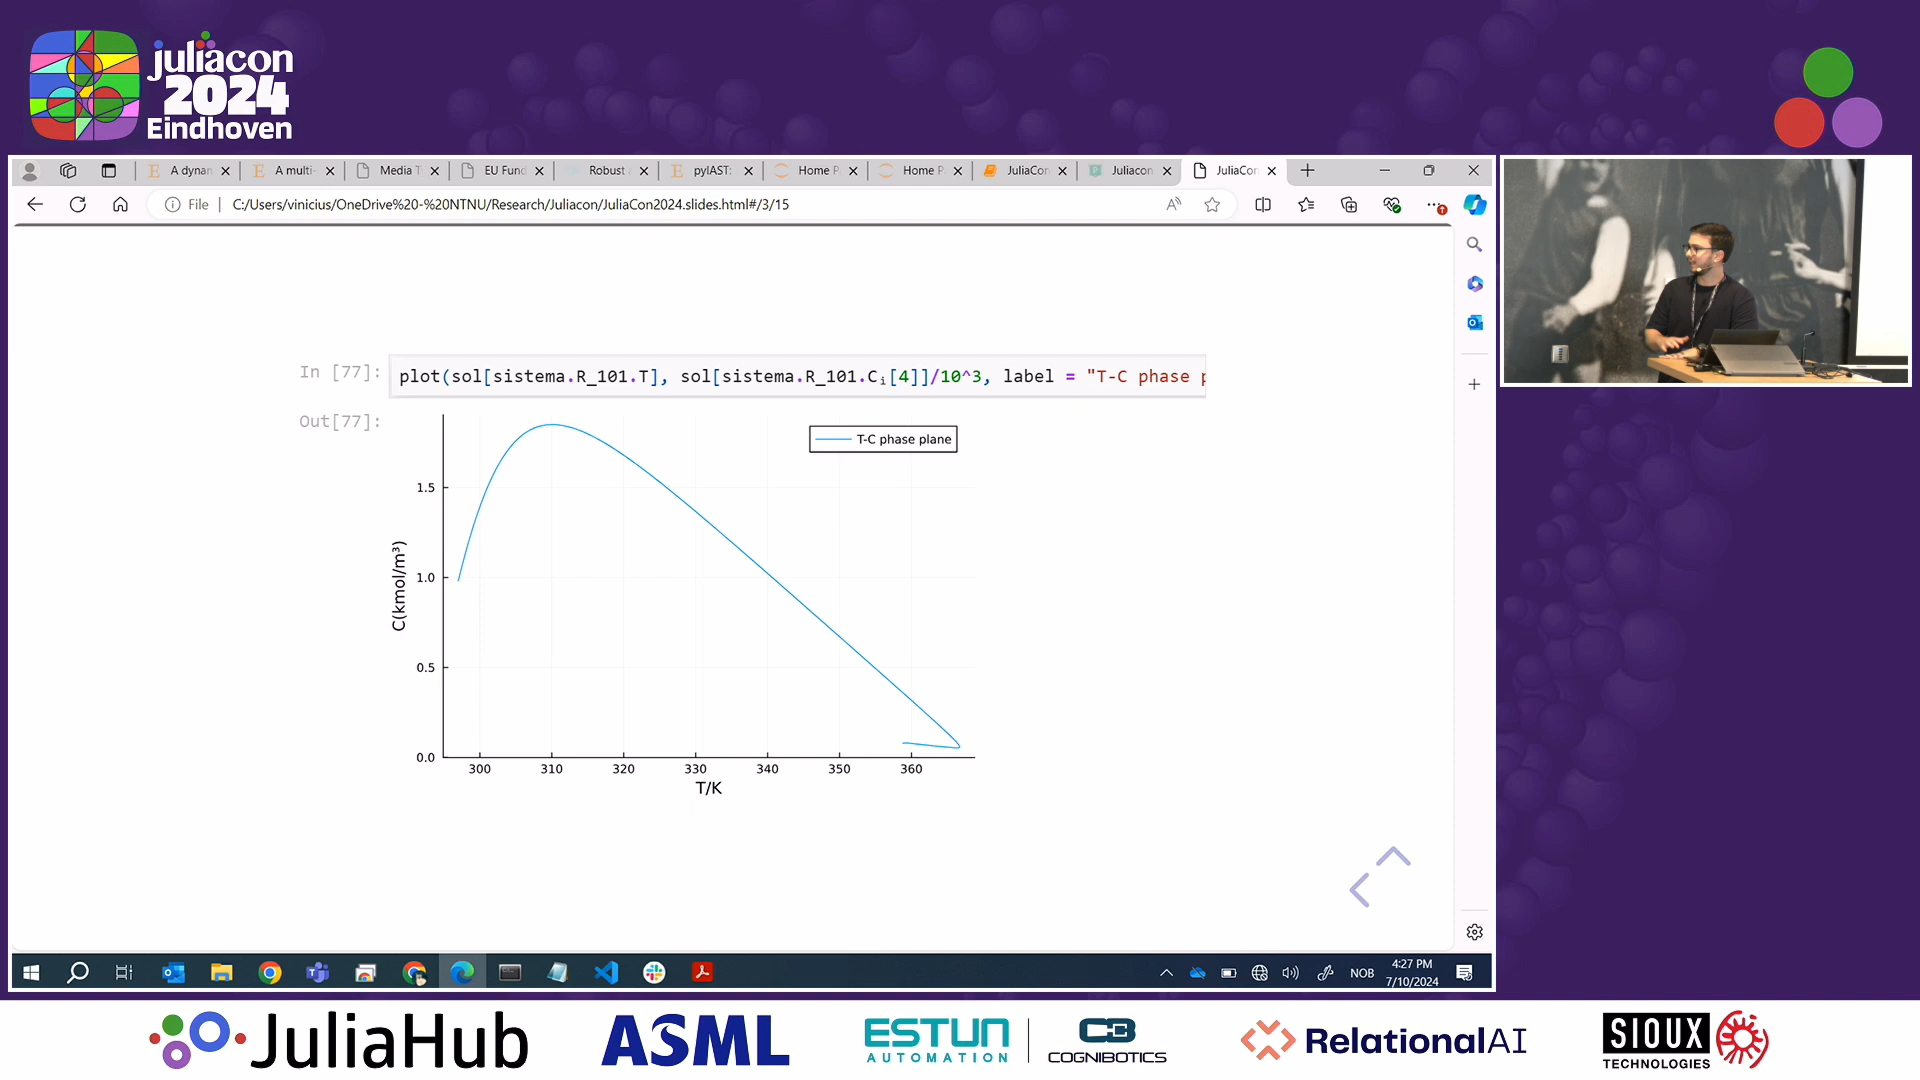 juliacon
2024
Eindhoven
A dynan
A multi-
Media T
EU Fund
Robust
pyIAST:
Home P
Home P
JuliaCor
Juliacon
JuliaCor
File
C:/Users/vinicius/OneDrive%20-%20NTNU/Research/Juliacon/JuliaCon2024.slides.html#/3/15
In [77]:
plot(sol[sistema.R_101.T], sol[sistema.R_101.Cᵢ[4]]/10^3, label = "T-C phase p
Out[77]:
T-C phase plane
1.5
1.0
0.5
0.0
C(kmol/m³)
300 310 320 330 340 350 360
T/K
NOB
4:27 PM
7/10/2024
JuliaHub
ASML
ESTUN
AUTOMATION
COGNIBOTICS
RelationalAI
SIOUX
TECHNOLOGIES